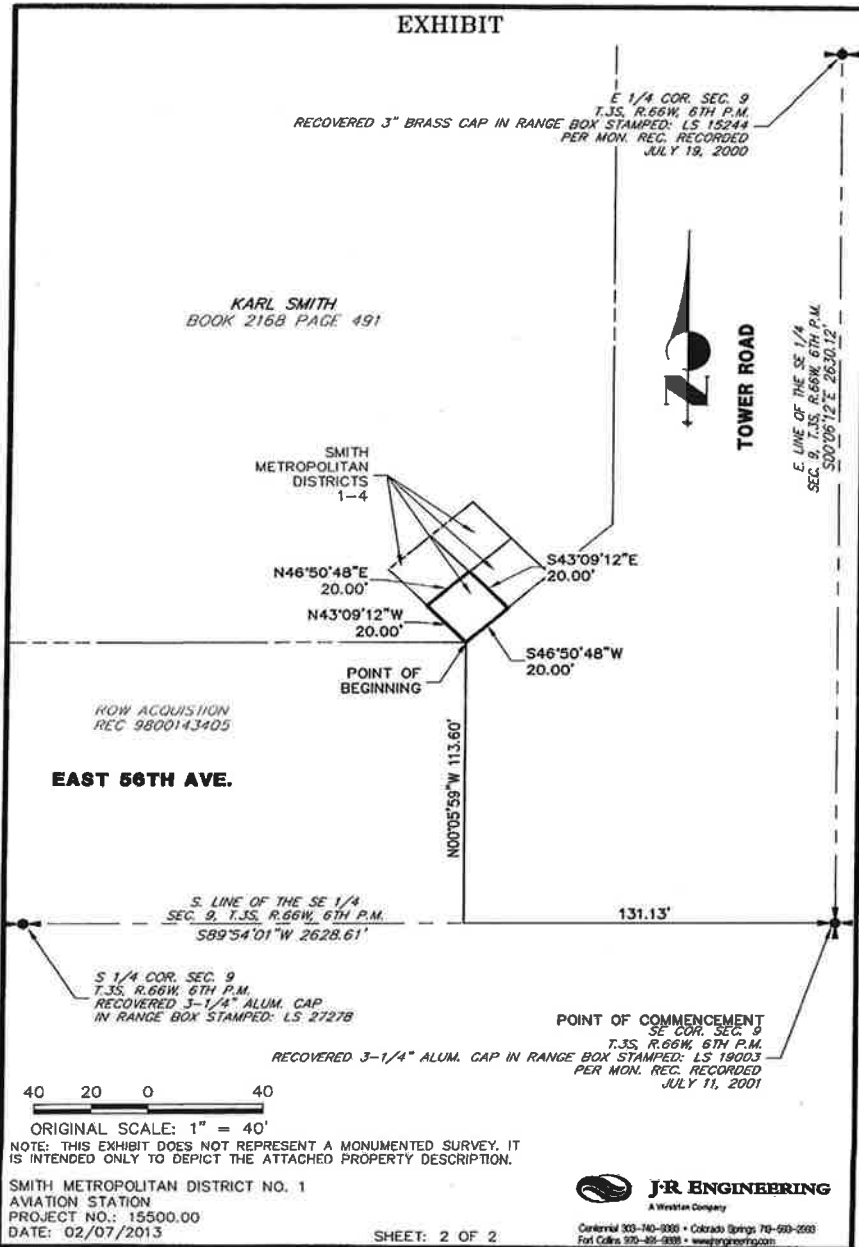 EXHIBIT
E 1/4 COR. SEC. 9
T.3S, R.66W, 6TH P.M.
RECOVERED 3" BRASS CAP IN RANGE BOX STAMPED: LS 15244
PER MON. REC. RECORDED
JULY 19, 2000
KARL SMITH
BOOK 2168 PAGE 491
N
TOWER ROAD
E. LINE OF THE SE 1/4
SEC. 9, T.3S, R.66W, 6TH P.M.
S00°06'12"E 2630.12'
SMITH
METROPOLITAN
DISTRICTS
1-4
N46°50'48"E
20.00'
S43°09'12"E
20.00'
N43°09'12"W
20.00'
S46°50'48"W
20.00'
POINT OF
BEGINNING
ROW ACQUISITION
REC 9800143405
EAST 56TH AVE.
N00°05'59"W 113.60'
S. LINE OF THE SE 1/4
SEC. 9, T.3S, R.66W, 6TH P.M.
S89°54'01"W 2628.61'
131.13'
S 1/4 COR. SEC. 9
T.3S, R.66W, 6TH P.M.
RECOVERED 3-1/4" ALUM. CAP
IN RANGE BOX STAMPED: LS 27278
POINT OF COMMENCEMENT
SE COR. SEC. 9
T.3S, R.66W, 6TH P.M.
RECOVERED 3-1/4" ALUM. CAP IN RANGE BOX STAMPED: LS 19003
PER MON. REC. RECORDED
JULY 11, 2001
40 20 0 40
ORIGINAL SCALE: 1" = 40'
NOTE: THIS EXHIBIT DOES NOT REPRESENT A MONUMENTED SURVEY. IT
IS INTENDED ONLY TO DEPICT THE ATTACHED PROPERTY DESCRIPTION.
SMITH METROPOLITAN DISTRICT NO. 1
AVIATION STATION
PROJECT NO.: 15500.00
DATE: 02/07/2013
SHEET: 2 OF 2
J·R ENGINEERING
A Westrian Company
Centennial • Colorado Springs
Fort Collins • www.jrengineering.com